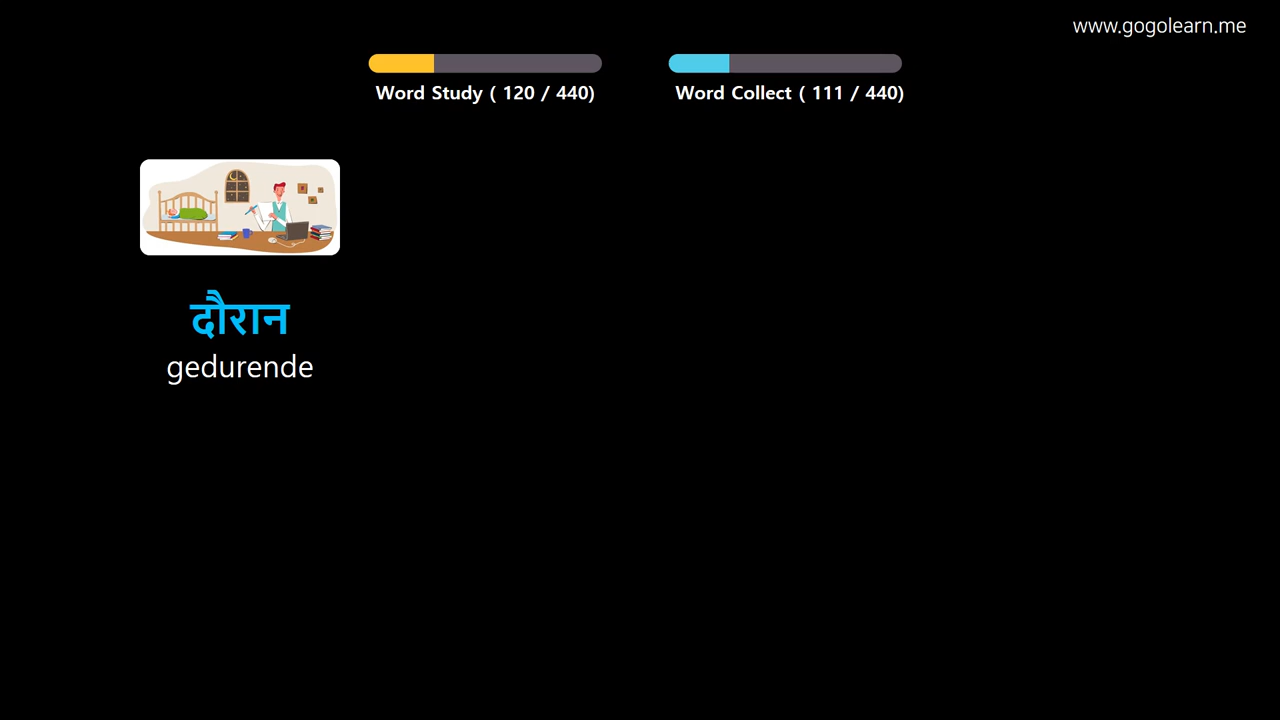 www.gogolearn.me
Word Study ( 120 / 440)
Word Collect ( 111 / 440)
दौरान
gedurende